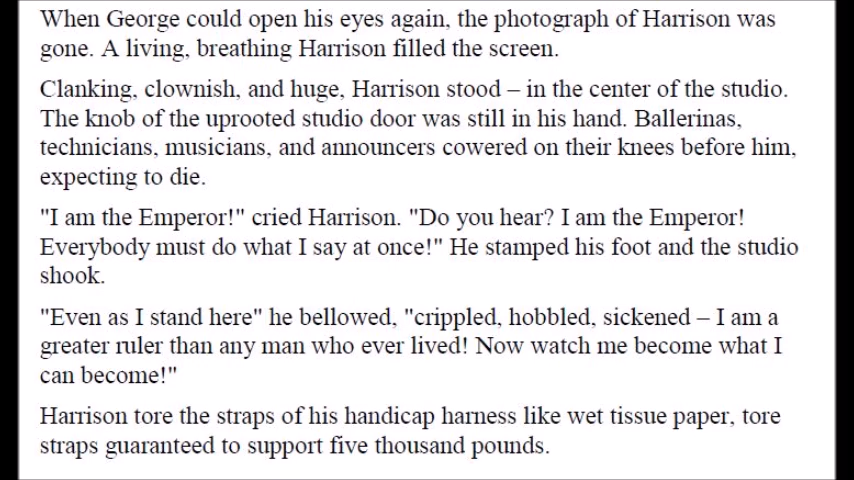 When George could open his eyes again, the photograph of Harrison was
gone. A living, breathing Harrison filled the screen.
Clanking, clownish, and huge, Harrison stood – in the center of the studio.
The knob of the uprooted studio door was still in his hand. Ballerinas,
technicians, musicians, and announcers cowered on their knees before him,
expecting to die.
"I am the Emperor!" cried Harrison. "Do you hear? I am the Emperor!
Everybody must do what I say at once!" He stamped his foot and the studio
shook.
"Even as I stand here" he bellowed, "crippled, hobbled, sickened – I am a
greater ruler than any man who ever lived! Now watch me become what I
can become!"
Harrison tore the straps of his handicap harness like wet tissue paper, tore
straps guaranteed to support five thousand pounds.